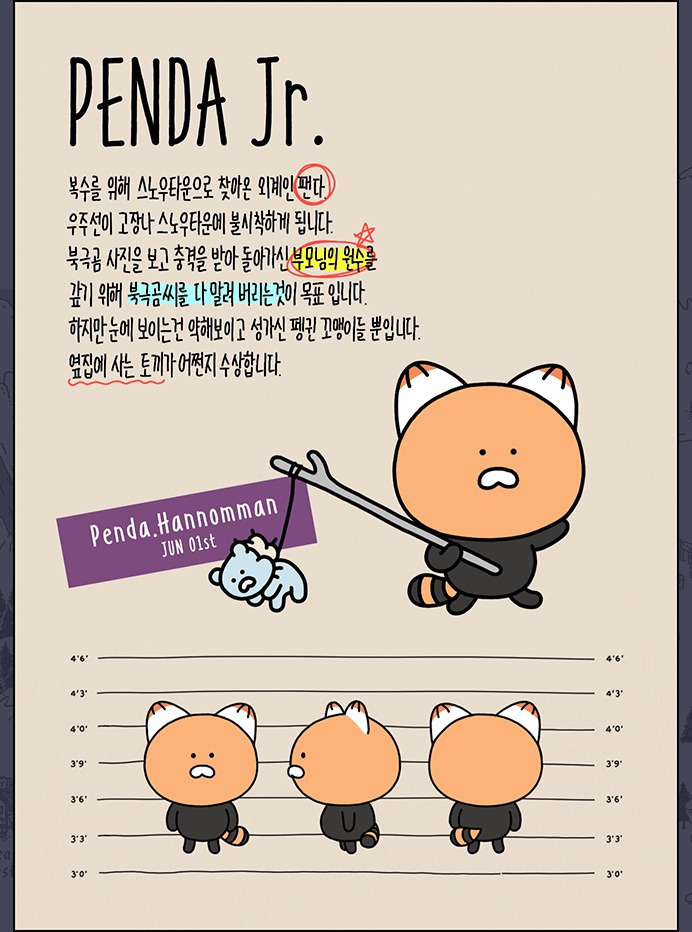 PENDA Jr.
복수를 위해 스노우타운으로 찾아온 외계인 팬다.
우주선이 고장나 스노우타운에 불시착하게 됩니다.
북극곰 사진을 보고 충격을 받아 돌아가신 부모님의 원수를
갚기 위해 북극곰씨를 다 말려 버리는것이 목표 입니다.
하지만 눈에 보이는건 약해보이고 성가신 펭귄 꼬맹이들 뿐입니다.
옆집에 사는 토끼가 어쩐지 수상합니다.
Penda.Hannomman
JUN 01st
4'6' 4'6'
4'3' 4'3'
4'0' 4'0'
3'9' 3'9'
3'6' 3'6'
3'3' 3'3'
3'0' 3'0'